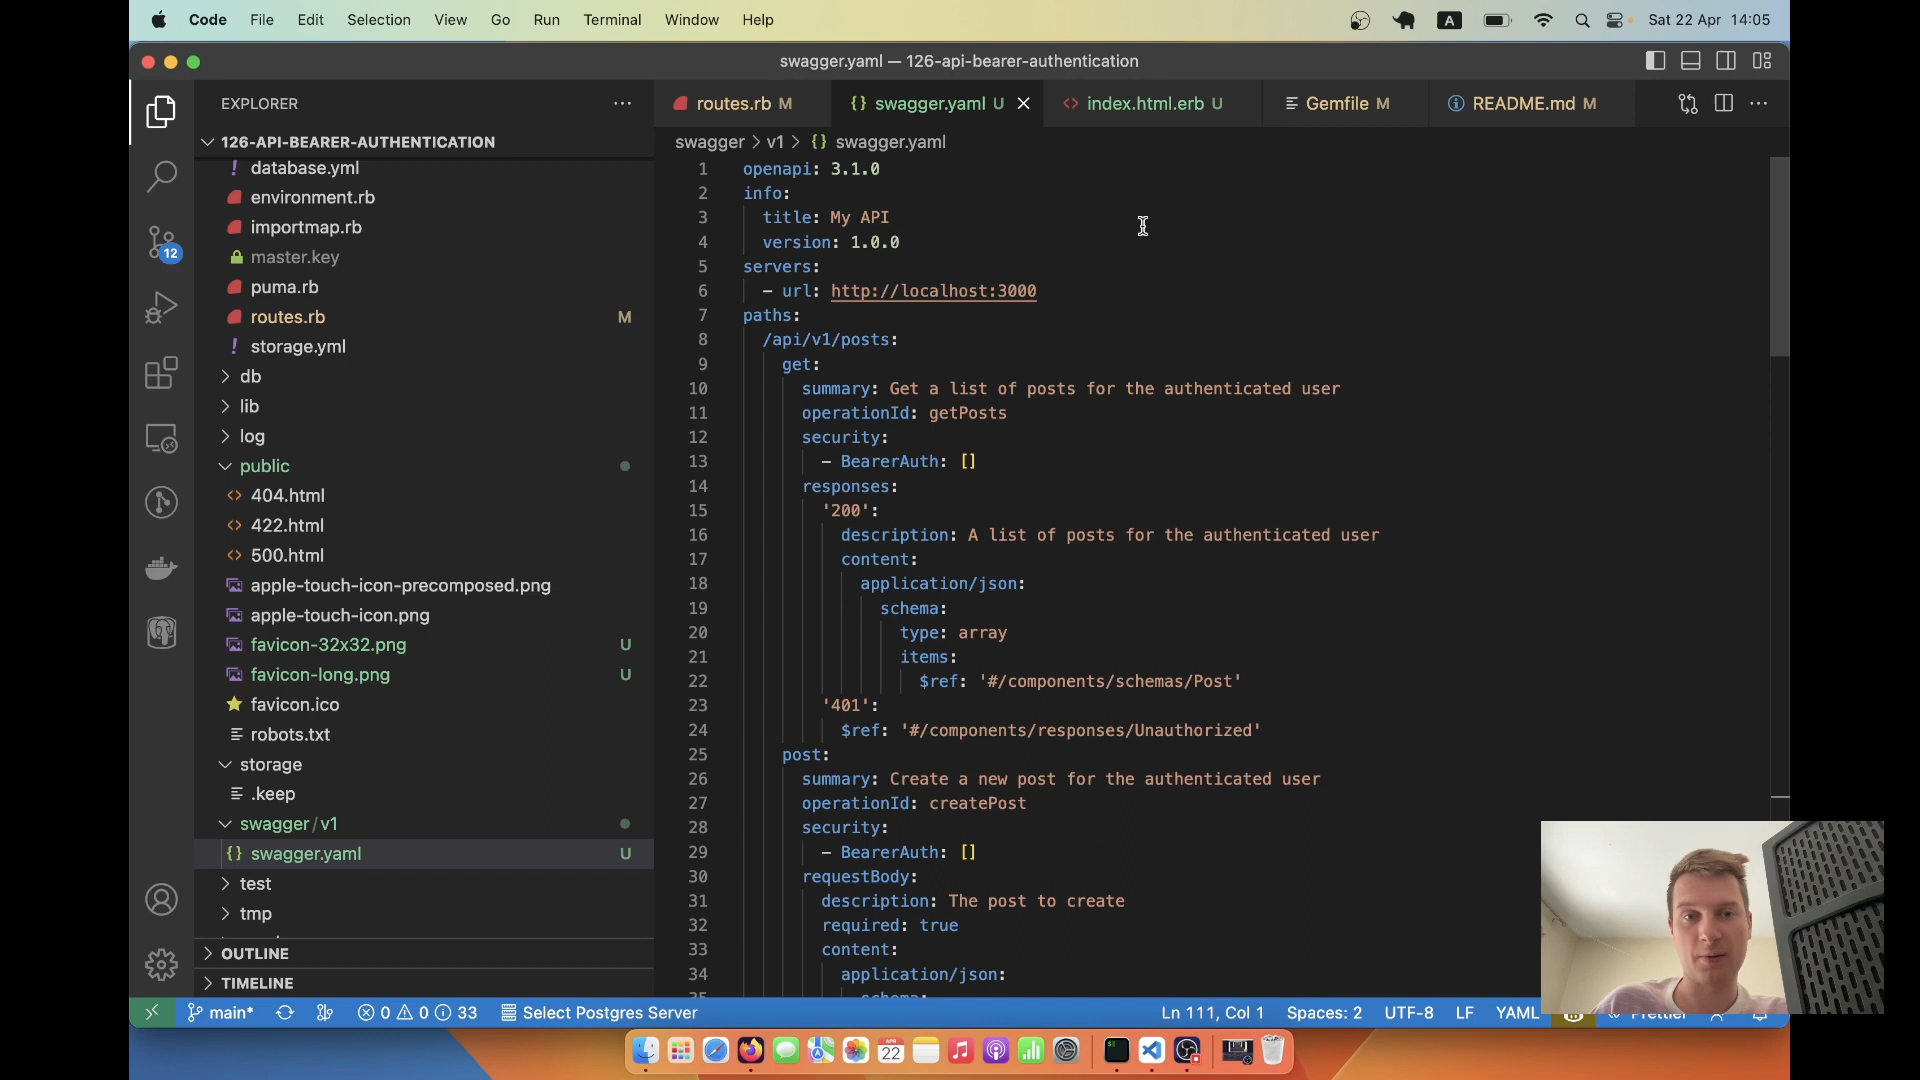 Code File Edit Selection View Go Run Terminal Window Help
A
Sat 22 Apr 14:05
swagger.yaml — 126-api-bearer-authentication
EXPLORER
126-API-BEARER-AUTHENTICATION
database.yml
environment.rb
importmap.rb
master.key
puma.rb
routes.rb M
storage.yml
db
lib
log
public
404.html
422.html
500.html
apple-touch-icon-precomposed.png
apple-touch-icon.png
favicon-32x32.png U
favicon-long.png U
favicon.ico
robots.txt
storage
.keep
swagger/v1
swagger.yaml U
test
tmp
OUTLINE
TIMELINE
12
routes.rb M
swagger.yaml U
index.html.erb U
Gemfile M
README.md M
swagger > v1 > {} swagger.yaml
1 openapi: 3.1.0
2 info:
3 title: My API
4 version: 1.0.0
5 servers:
6 - url: http://localhost:3000
7 paths:
8 /api/v1/posts:
9 get:
10 summary: Get a list of posts for the authenticated user
11 operationId: getPosts
12 security:
13 - BearerAuth: []
14 responses:
15 '200':
16 description: A list of posts for the authenticated user
17 content:
18 application/json:
19 schema:
20 type: array
21 items:
22 $ref: '#/components/schemas/Post'
23 '401':
24 $ref: '#/components/responses/Unauthorized'
25 post:
26 summary: Create a new post for the authenticated user
27 operationId: createPost
28 security:
29 - BearerAuth: []
30 requestBody:
31 description: The post to create
32 required: true
33 content:
34 application/json:
35 schema:
main* 0 0 33 Select Postgres Server
Ln 111, Col 1 Spaces: 2 UTF-8 LF YAML Prettier
APR
22